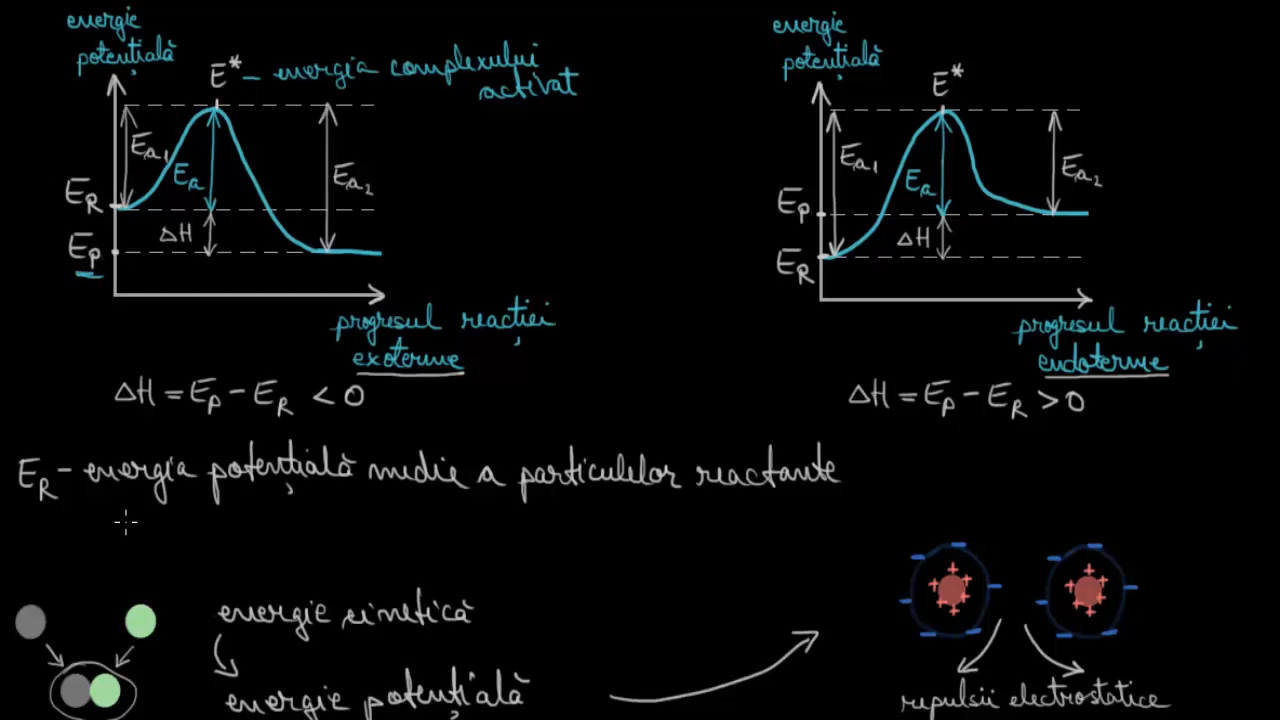 energie
potențială
E* - energia complexului
activat
Ea1
Ea
Ea2
ER
ΔH
EP
progresul reacției
exoterme
ΔH = EP - ER < 0
energie
potențială
E*
Ea1
Ea
Ea2
EP
ΔH
ER
progresul reacției
endoterme
ΔH = EP - ER > 0
ER - energia potențială medie a particulelor reactante
energie cinetică
energie potențială
repulsii electrostatice